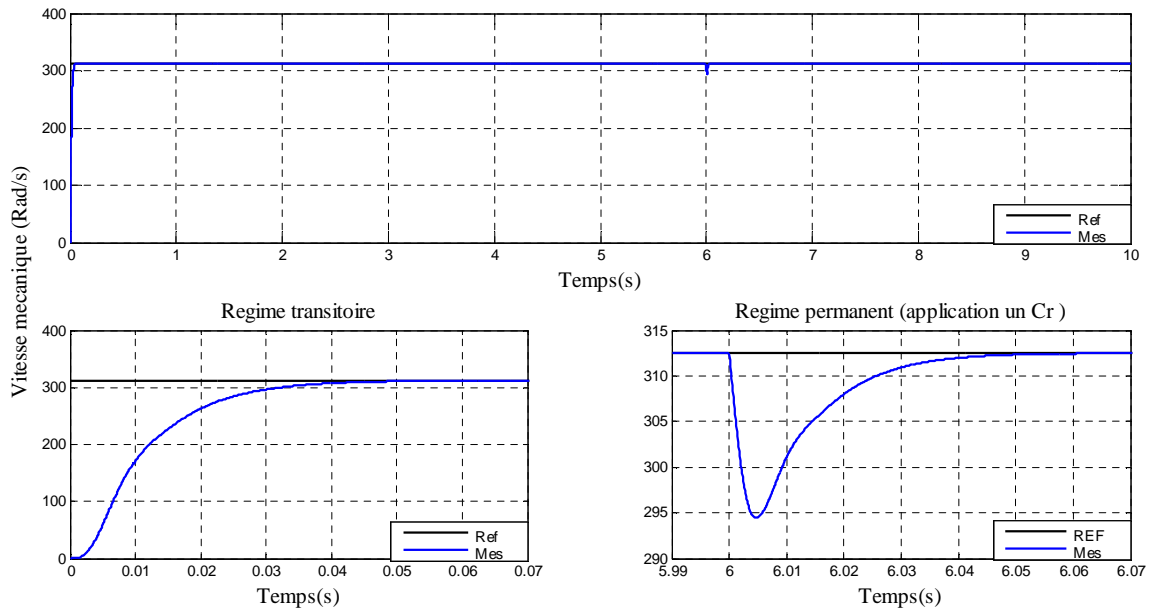 Vitesse mecanique (Rad/s)
400
300
200
100
0
0 1 2 3 4 5 6 7 8 9 10
Ref
Mes
Temps(s)
Regime transitoire
400
300
200
100
0
0 0.01 0.02 0.03 0.04 0.05 0.06 0.07
Ref
Mes
Temps(s)
Regime permanent (application un Cr )
315
310
305
300
295
290
5.99 6 6.01 6.02 6.03 6.04 6.05 6.06 6.07
REF
Mes
Temps(s)